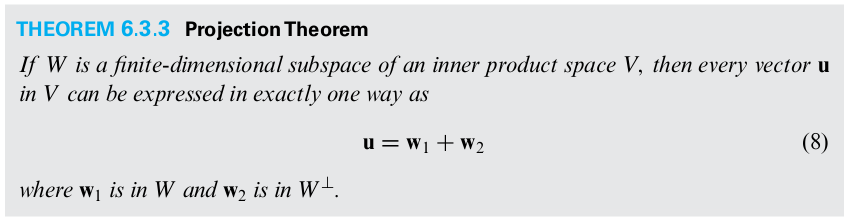 THEOREM 6.3.3 Projection Theorem
If W is a finite-dimensional subspace of an inner product space V, then every vector u
in V can be expressed in exactly one way as
u = w₁ + w₂ (8)
where w₁ is in W and w₂ is in W⊥.